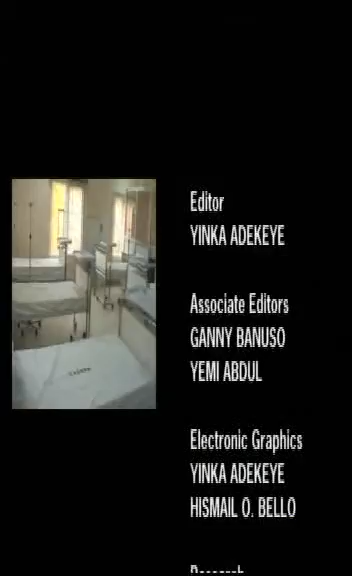 Editor
YINKA ADEKEYE
Associate Editors
GANNY BANUSO
YEMI ABDUL
Electronic Graphics
YINKA ADEKEYE
HISMAIL O. BELLO